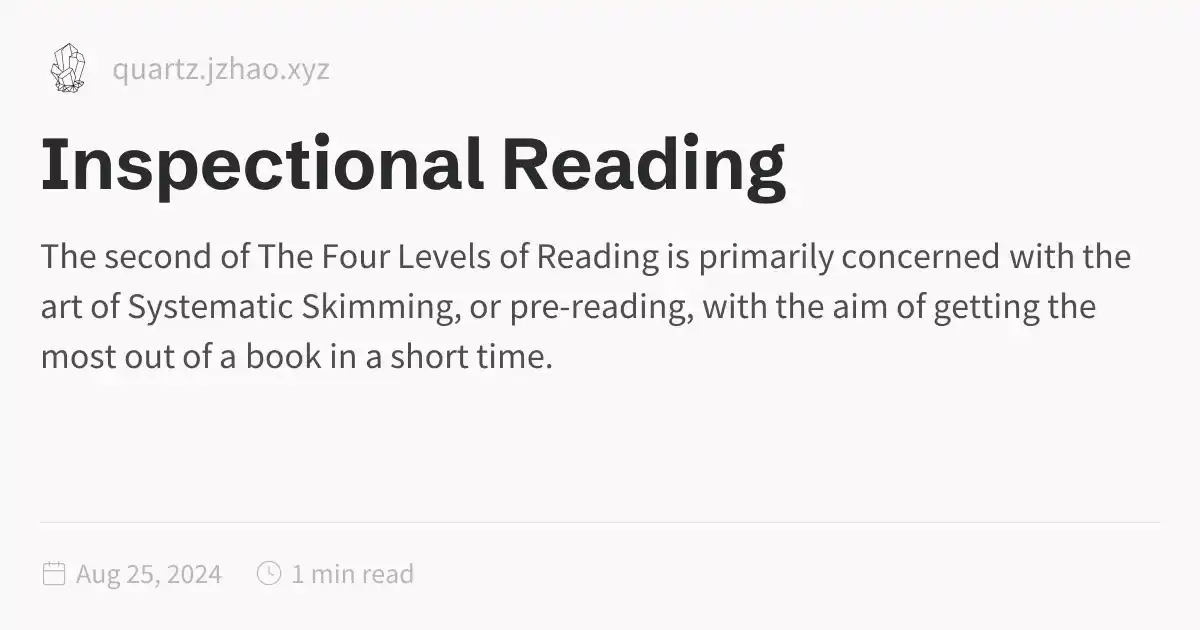 quartz.jzhao.xyz
Inspectional Reading
The second of The Four Levels of Reading is primarily concerned with the
art of Systematic Skimming, or pre-reading, with the aim of getting the
most out of a book in a short time.
Aug 25, 2024 1 min read